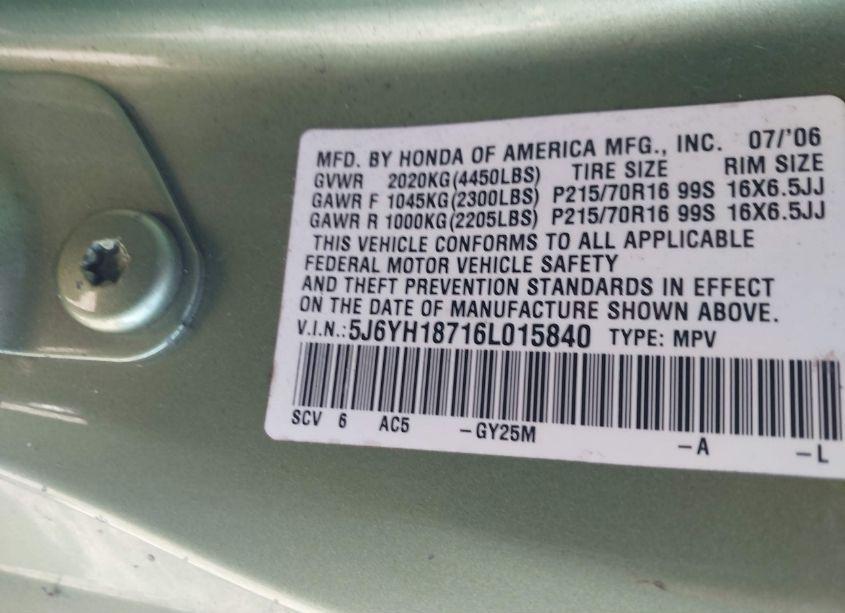 MFD. BY HONDA OF AMERICA MFG., INC. 07/'06
GVWR 2020KG(4450LBS) TIRE SIZE RIM SIZE
GAWR F 1045KG(2300LBS) P215/70R16 99S 16X6.5JJ
GAWR R 1000KG(2205LBS) P215/70R16 99S 16X6.5JJ
THIS VEHICLE CONFORMS TO ALL APPLICABLE
FEDERAL MOTOR VEHICLE SAFETY
AND THEFT PREVENTION STANDARDS IN EFFECT
ON THE DATE OF MANUFACTURE SHOWN ABOVE.
V.I.N.: 5J6YH18716L015840 TYPE: MPV
SCV 6 AC5 -GY25M -A -L